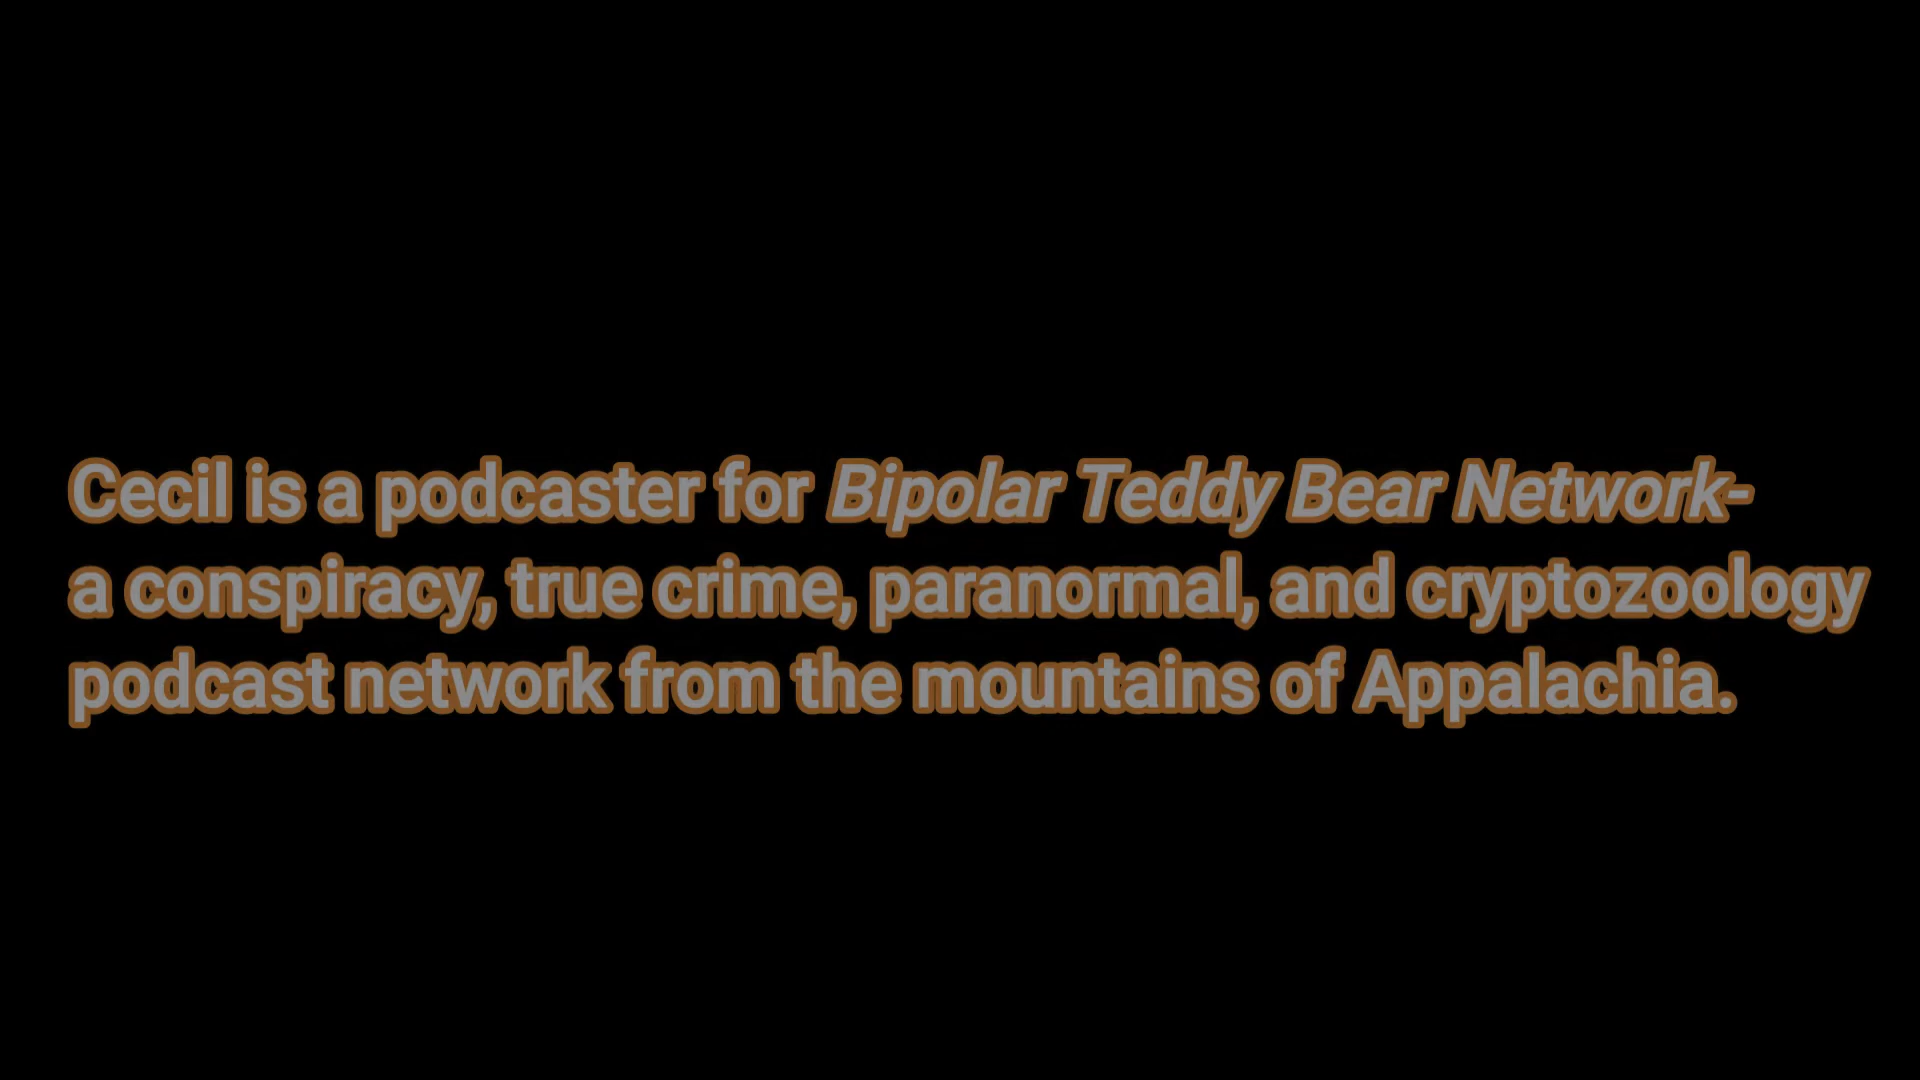 Cecil is a podcaster for Bipolar Teddy Bear Network-
a conspiracy, true crime, paranormal, and cryptozoology
podcast network from the mountains of Appalachia.